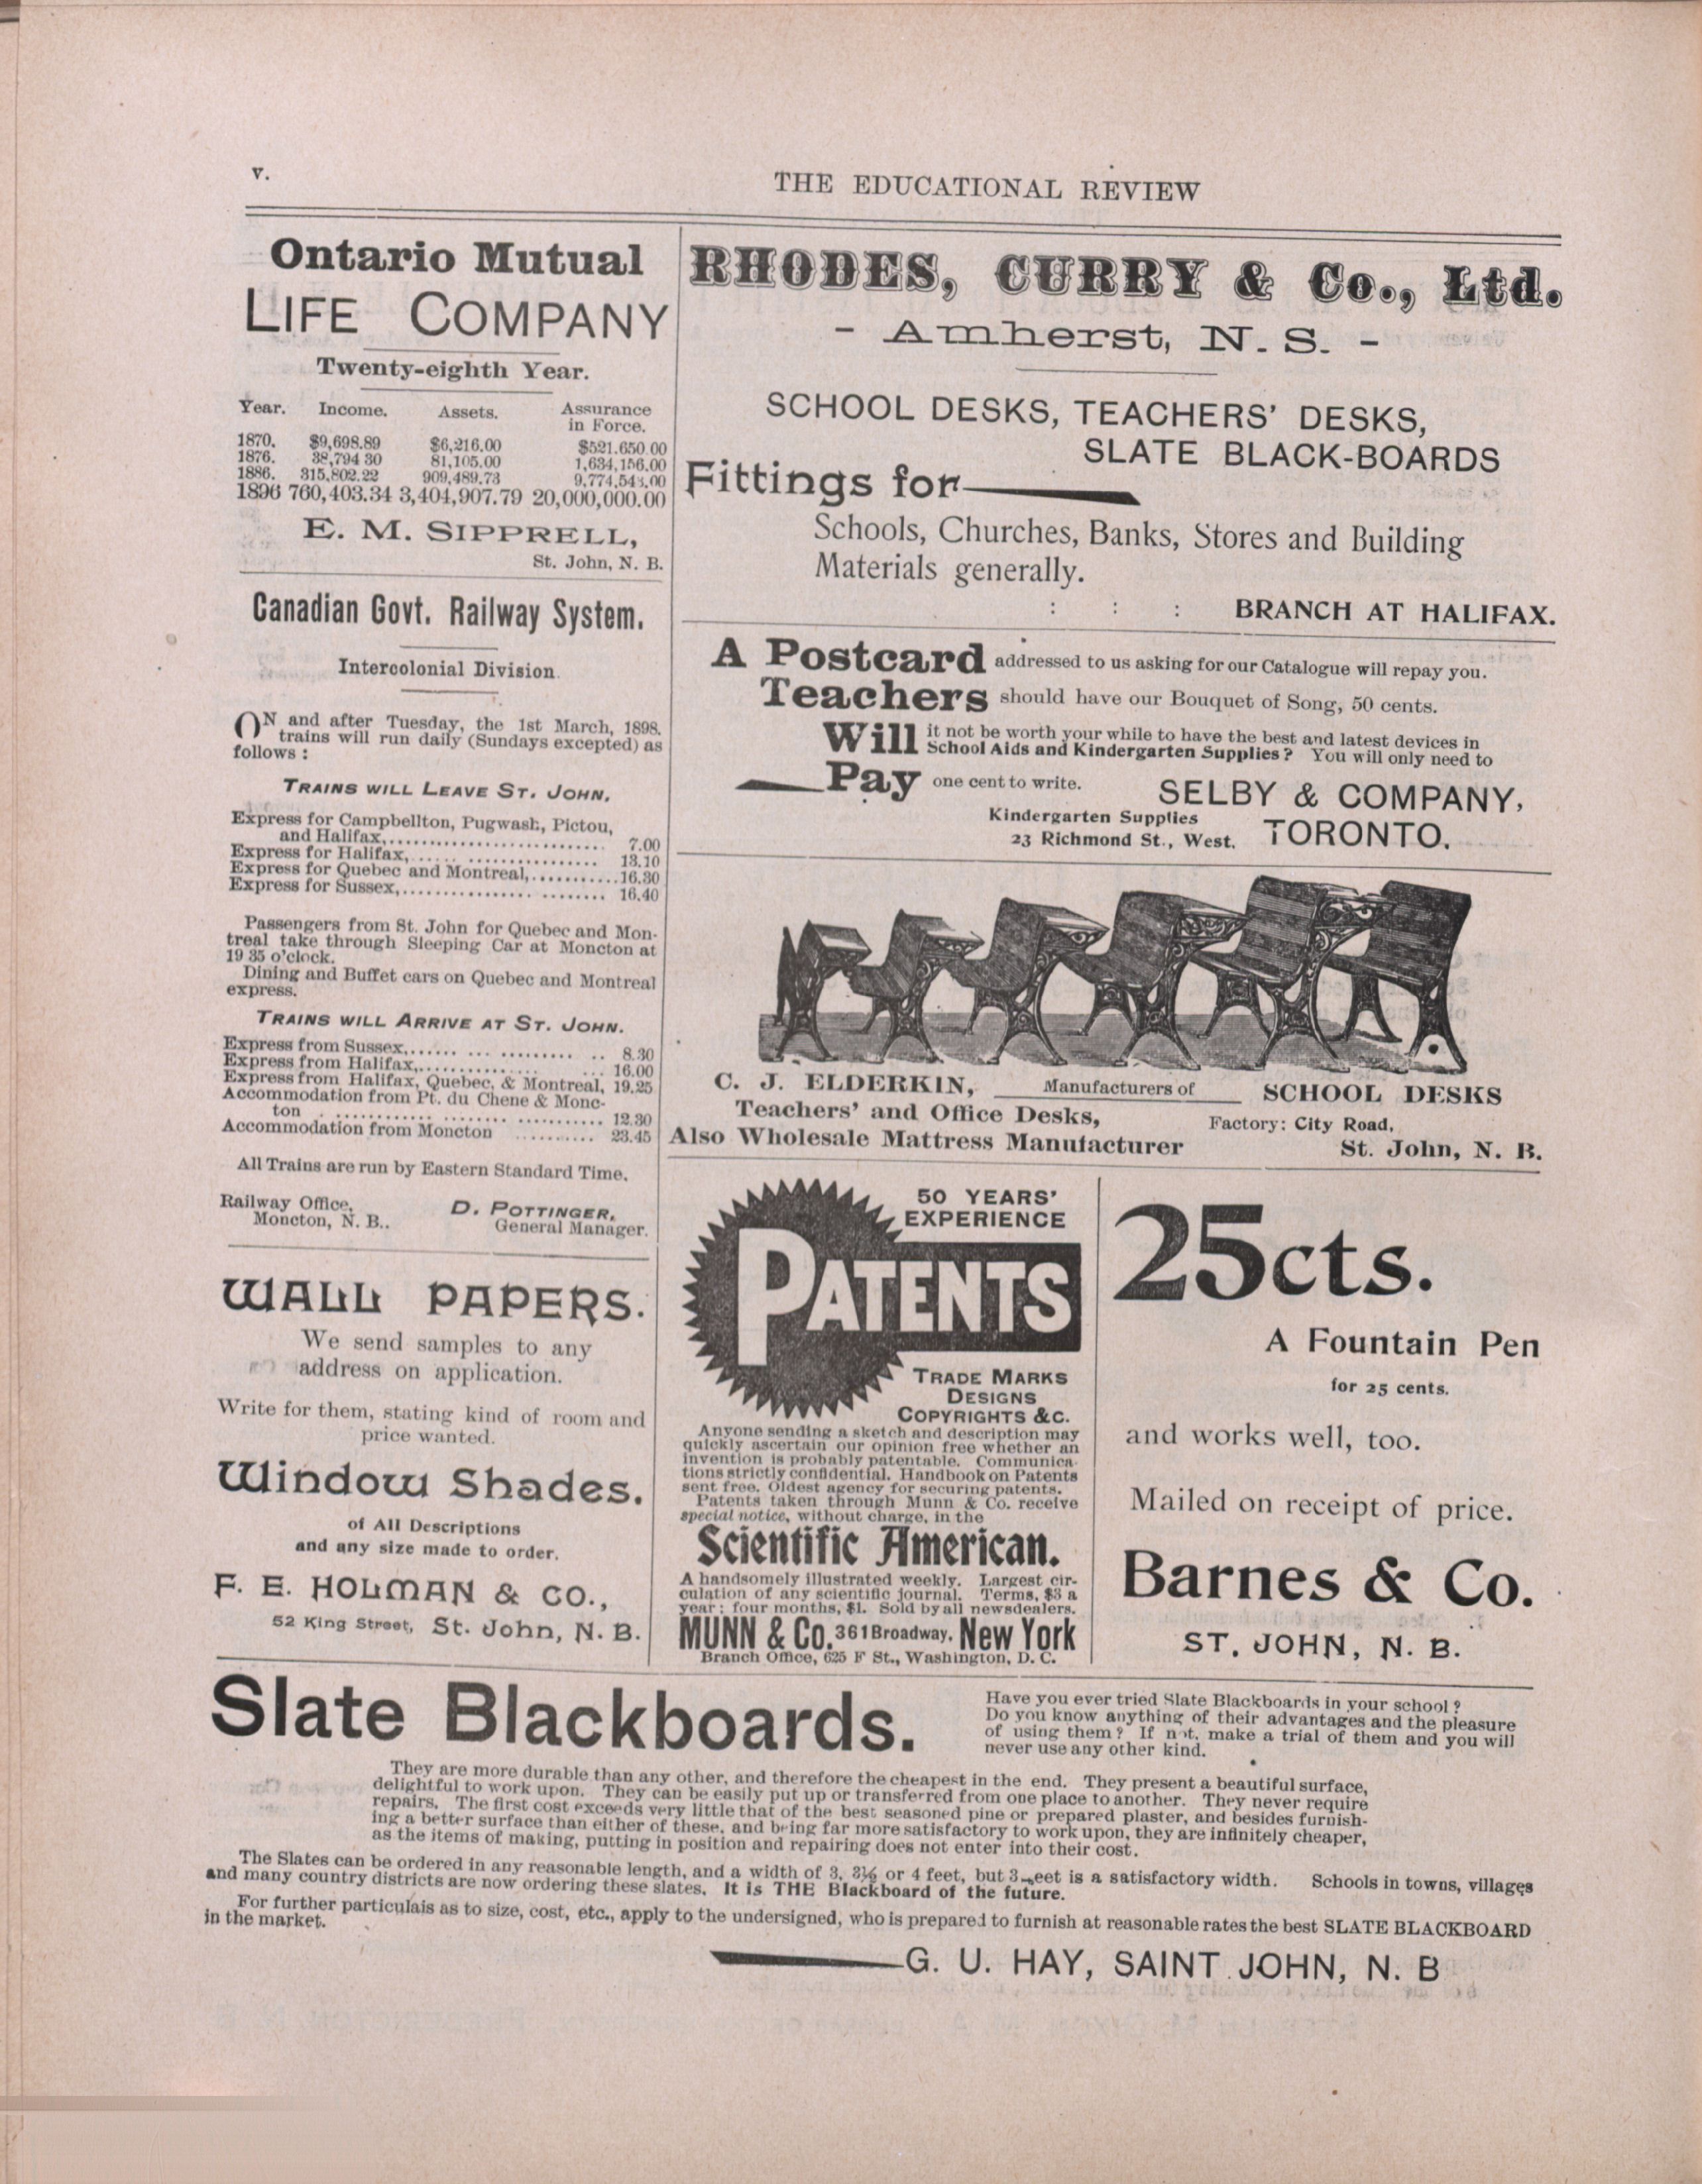 v.
THE EDUCATIONAL REVIEW
Ontario Mutual
LIFE COMPANY
Twenty-eighth Year.
Year. Income. Assets. Assurance in Force.
1870. $9,698.89 $6,216.00 $521.650.00
1876. 38,794 30 81,105.00 1,634,156.00
1886. 315,802.22 909,489.73 9,774,543.00
1896 760,403.34 3,404,907.79 20,000,000.00
E. M. SIPPRELL,
St. John, N. B.
Canadian Govt. Railway System.
Intercolonial Division.
ON and after Tuesday, the 1st March, 1898.
trains will run daily (Sundays excepted) as
follows :
TRAINS WILL LEAVE ST. JOHN.
Express for Campbellton, Pugwash, Pictou,
and Halifax, 7.00
Express for Halifax, 13.10
Express for Quebec and Montreal, 16.30
Express for Sussex, 16.40
Passengers from St. John for Quebec and Mon-
treal take through Sleeping Car at Moncton at
19 35 o'clock.
Dining and Buffet cars on Quebec and Montreal
express.
TRAINS WILL ARRIVE AT ST. JOHN.
Express from Sussex, 8.30
Express from Halifax, 16.00
Express from Halifax, Quebec, & Montreal, 19.25
Accommodation from Pt. du Chene & Monc-
ton 12.30
Accommodation from Moncton 23.45
All Trains are run by Eastern Standard Time.
Railway Office,
Moncton, N. B..
D. POTTINGER,
General Manager.
WALL PAPERS.
We send samples to any
address on application.
Write for them, stating kind of room and
price wanted.
Window Shades.
of All Descriptions
and any size made to order.
F. E. HOLMAN & CO.,
52 King Street, St. John, N. B.
RHODES, CURRY & Co., Ltd.
- Amherst, N. S. -
SCHOOL DESKS, TEACHERS' DESKS,
SLATE BLACK-BOARDS
Fittings for
Schools, Churches, Banks, Stores and Building
Materials generally.
: : : BRANCH AT HALIFAX.
A Postcard addressed to us asking for our Catalogue will repay you.
Teachers should have our Bouquet of Song, 50 cents.
Will it not be worth your while to have the best and latest devices in
School Aids and Kindergarten Supplies? You will only need to
Pay one cent to write.
SELBY & COMPANY,
Kindergarten Supplies
23 Richmond St., West. TORONTO.
C. J. ELDERKIN, Manufacturers of SCHOOL DESKS
Teachers' and Office Desks,
Factory: City Road,
Also Wholesale Mattress Manufacturer
St. John, N. B.
50 YEARS'
EXPERIENCE
PATENTS
TRADE MARKS
DESIGNS
COPYRIGHTS &C.
Anyone sending a sketch and description may
quickly ascertain our opinion free whether an
invention is probably patentable. Communica-
tions strictly confidential. Handbook on Patents
sent free. Oldest agency for securing patents.
Patents taken through Munn & Co. receive
special notice, without charge, in the
Scientific American.
A handsomely illustrated weekly. Largest cir-
culation of any scientific journal. Terms, $3 a
year; four months, $1. Sold by all newsdealers.
MUNN & Co. 361 Broadway, New York
Branch Office, 625 F St., Washington, D. C.
25cts.
A Fountain Pen
for 25 cents.
and works well, too.
Mailed on receipt of price.
Barnes & Co.
ST. JOHN, N. B.
Slate Blackboards.
Have you ever tried Slate Blackboards in your school?
Do you know anything of their advantages and the pleasure
of using them? If not, make a trial of them and you will
never use any other kind.
They are more durable than any other, and therefore the cheapest in the end. They present a beautiful surface,
delightful to work upon. They can be easily put up or transferred from one place to another. They never require
repairs. The first cost exceeds very little that of the best seasoned pine or prepared plaster, and besides furnish-
ing a better surface than either of these, and being far more satisfactory to work upon, they are infinitely cheaper,
as the items of making, putting in position and repairing does not enter into their cost.
The Slates can be ordered in any reasonable length, and a width of 3, 3½ or 4 feet, but 3 feet is a satisfactory width. Schools in towns, villages
and many country districts are now ordering these slates. It is THE Blackboard of the future.
For further particulais as to size, cost, etc., apply to the undersigned, who is prepared to furnish at reasonable rates the best SLATE BLACKBOARD
in the market.
G. U. HAY, SAINT JOHN, N. B